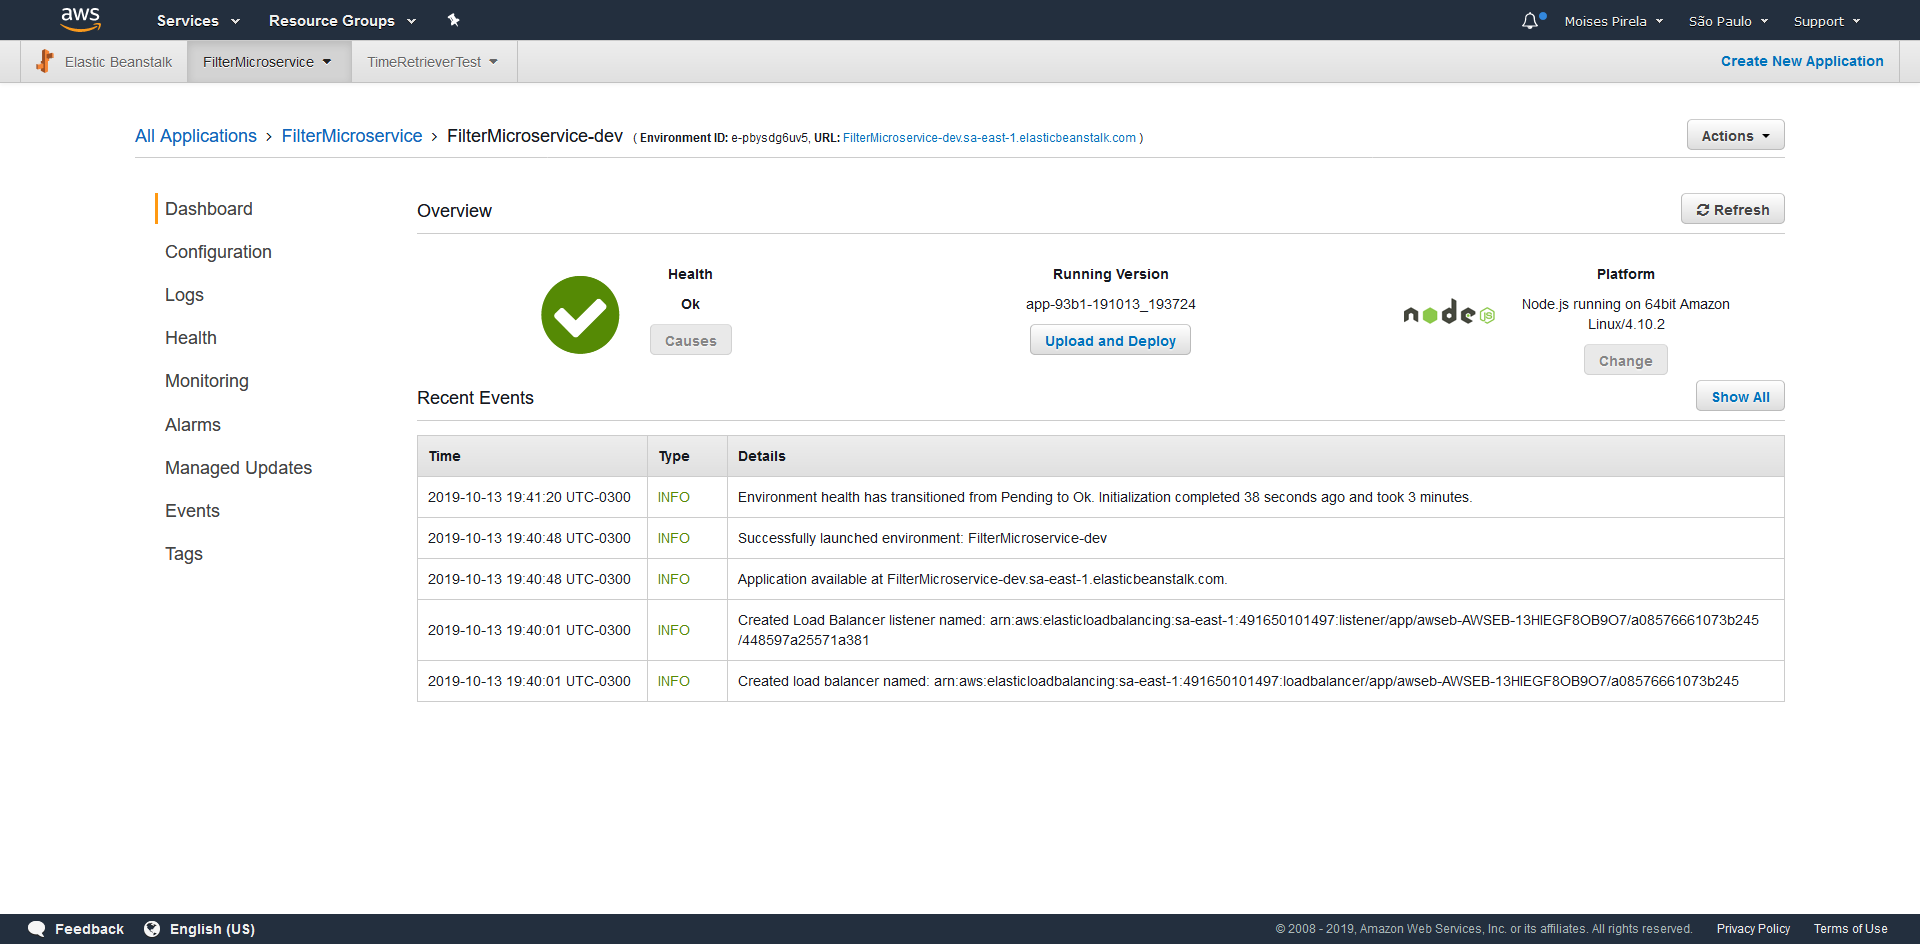 aws Services Resource Groups Moises Pirela São Paulo Support
Elastic Beanstalk FilterMicroservice TimeRetrieverTest Create New Application
All Applications › FilterMicroservice › FilterMicroservice-dev ( Environment ID: e-pbysdg6uv5, URL: FilterMicroservice-dev.sa-east-1.elasticbeanstalk.com ) Actions
Dashboard
Configuration
Logs
Health
Monitoring
Alarms
Managed Updates
Events
Tags
Overview Refresh
Health
Ok
Causes
Running Version
app-93b1-191013_193724
Upload and Deploy
node JS
Platform
Node.js running on 64bit Amazon
Linux/4.10.2
Change
Recent Events Show All
Time Type Details
2019-10-13 19:41:20 UTC-0300 INFO Environment health has transitioned from Pending to Ok. Initialization completed 38 seconds ago and took 3 minutes.
2019-10-13 19:40:48 UTC-0300 INFO Successfully launched environment: FilterMicroservice-dev
2019-10-13 19:40:48 UTC-0300 INFO Application available at FilterMicroservice-dev.sa-east-1.elasticbeanstalk.com.
2019-10-13 19:40:01 UTC-0300 INFO Created Load Balancer listener named: arn:aws:elasticloadbalancing:sa-east-1:491650101497:listener/app/awseb-AWSEB-13HIEGF8OB9O7/a08576661073b245
/448597a25571a381
2019-10-13 19:40:01 UTC-0300 INFO Created load balancer named: arn:aws:elasticloadbalancing:sa-east-1:491650101497:loadbalancer/app/awseb-AWSEB-13HIEGF8OB9O7/a08576661073b245
Feedback English (US) © 2008 - 2019, Amazon Web Services, Inc. or its affiliates. All rights reserved. Privacy Policy Terms of Use